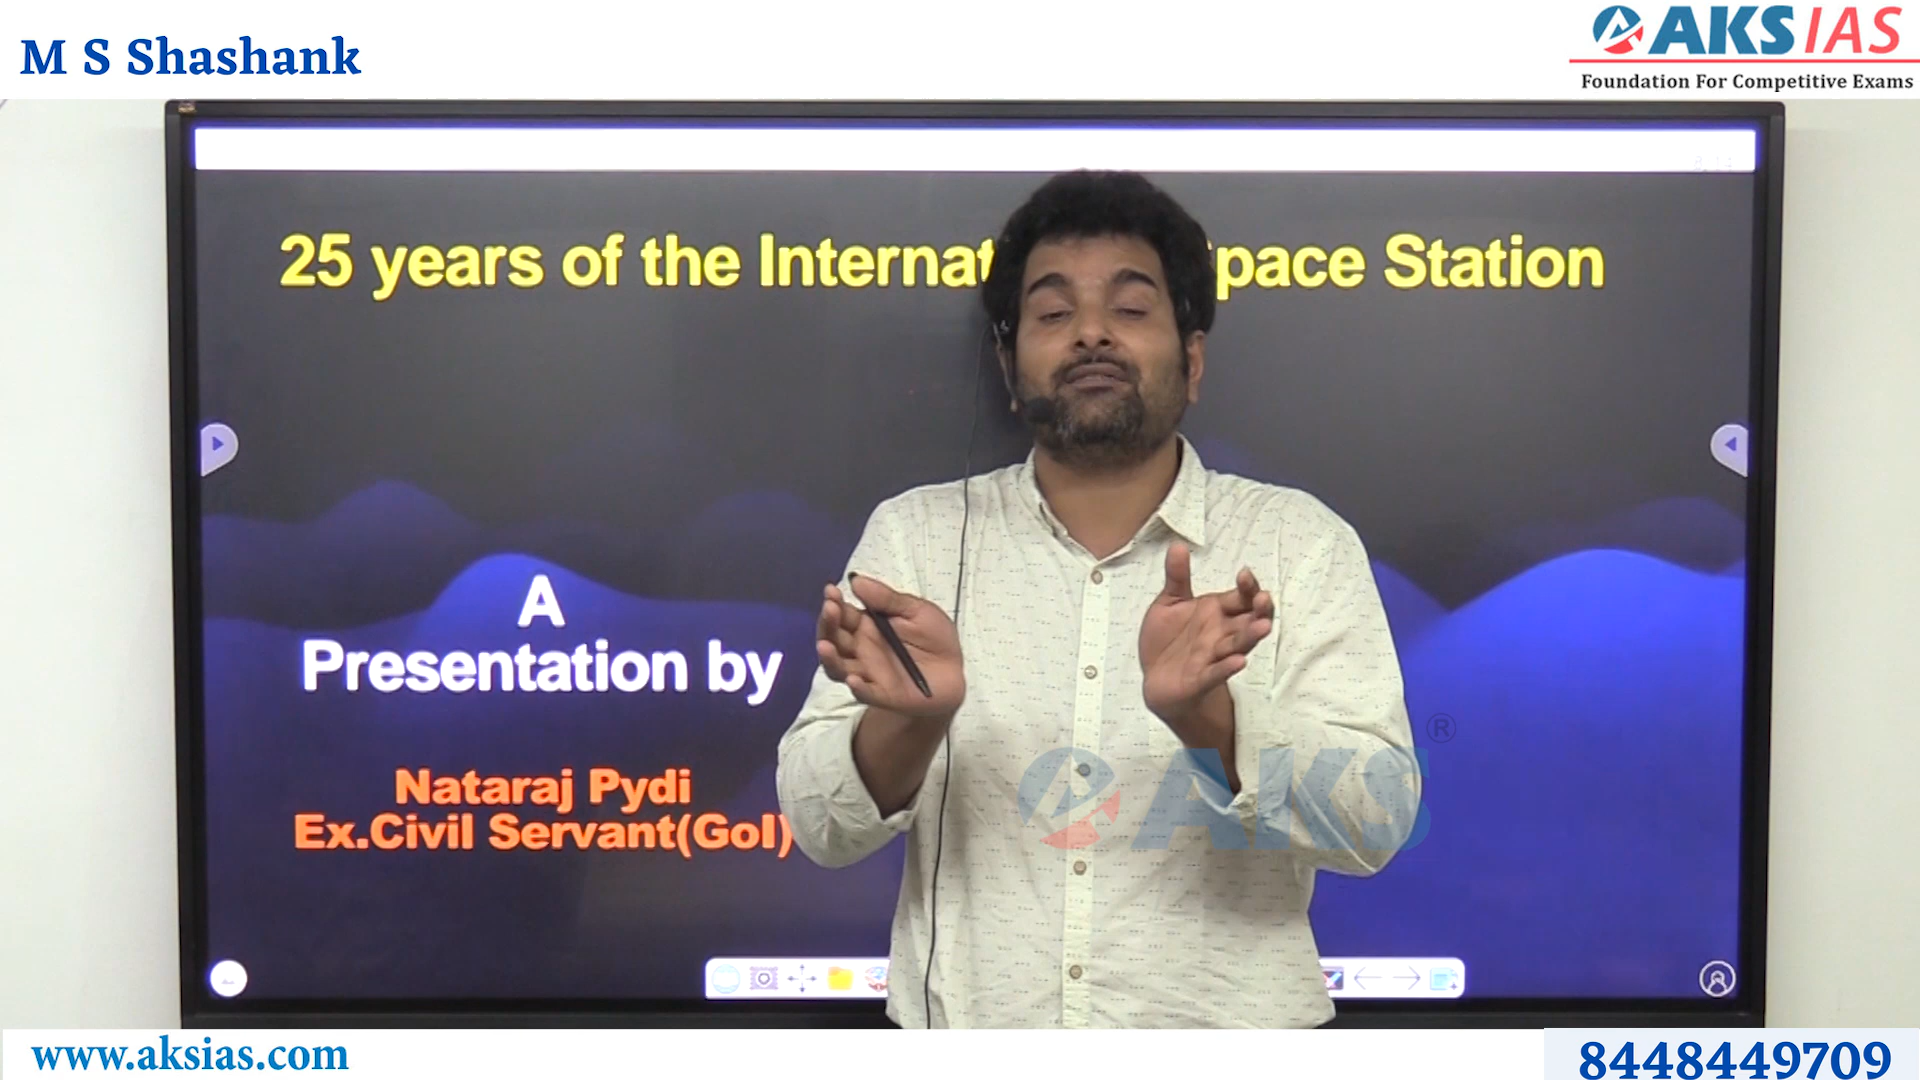 M S Shashank
AKS IAS
Foundation For Competitive Exams
25 years of the Internat pace Station
A
Presentation by
Nataraj Pydi
Ex.Civil Servant(GoI)
AKS ®
www.aksias.com
8448449709